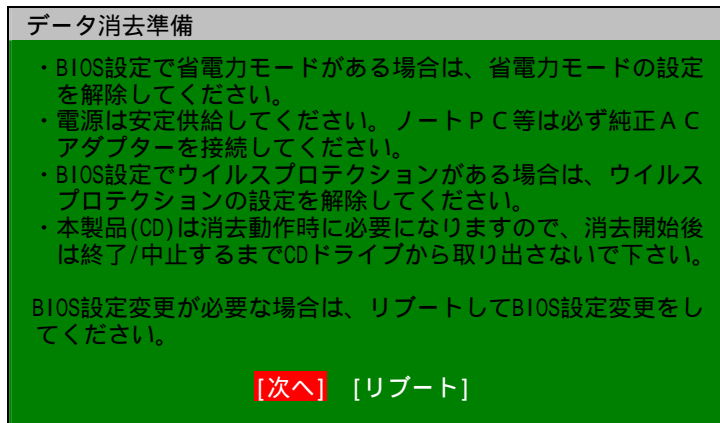 データ消去準備
・BIOS設定で省電力モードがある場合は、省電力モードの設定
を解除してください。
・電源は安定供給してください。ノートＰＣ等は必ず純正ＡＣ
アダプターを接続してください。
・BIOS設定でウイルスプロテクションがある場合は、ウイルス
プロテクションの設定を解除してください。
・本製品(CD)は消去動作時に必要になりますので、消去開始後
は終了/中止するまでCDドライブから取り出さないで下さい。
BIOS設定変更が必要な場合は、リブートしてBIOS設定変更をし
てください。
[次へ] [リブート]